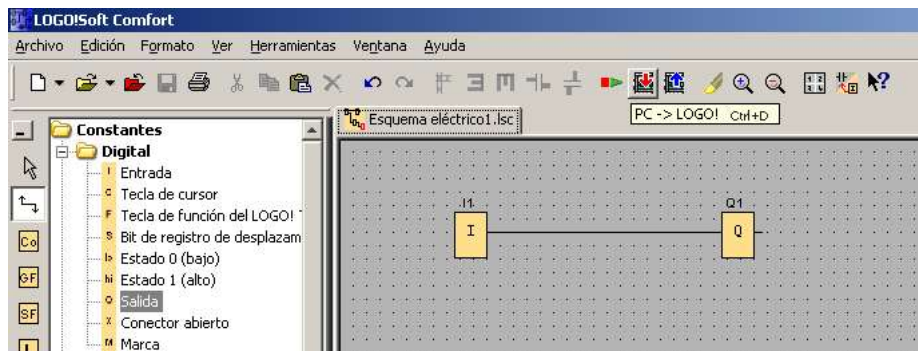 LOGO!Soft Comfort
Archivo Edición Formato Ver Herramientas Ventana Ayuda
PC -> LOGO! Ctrl+D
Esquema eléctrico1.lsc
Constantes
Digital
I Entrada
C Tecla de cursor
F Tecla de función del LOGO!
S Bit de registro de desplazam
lo Estado 0 (bajo)
hi Estado 1 (alto)
Q Salida
X Conector abierto
M Marca
Co
GF
SF
L
I1
I
Q1
Q